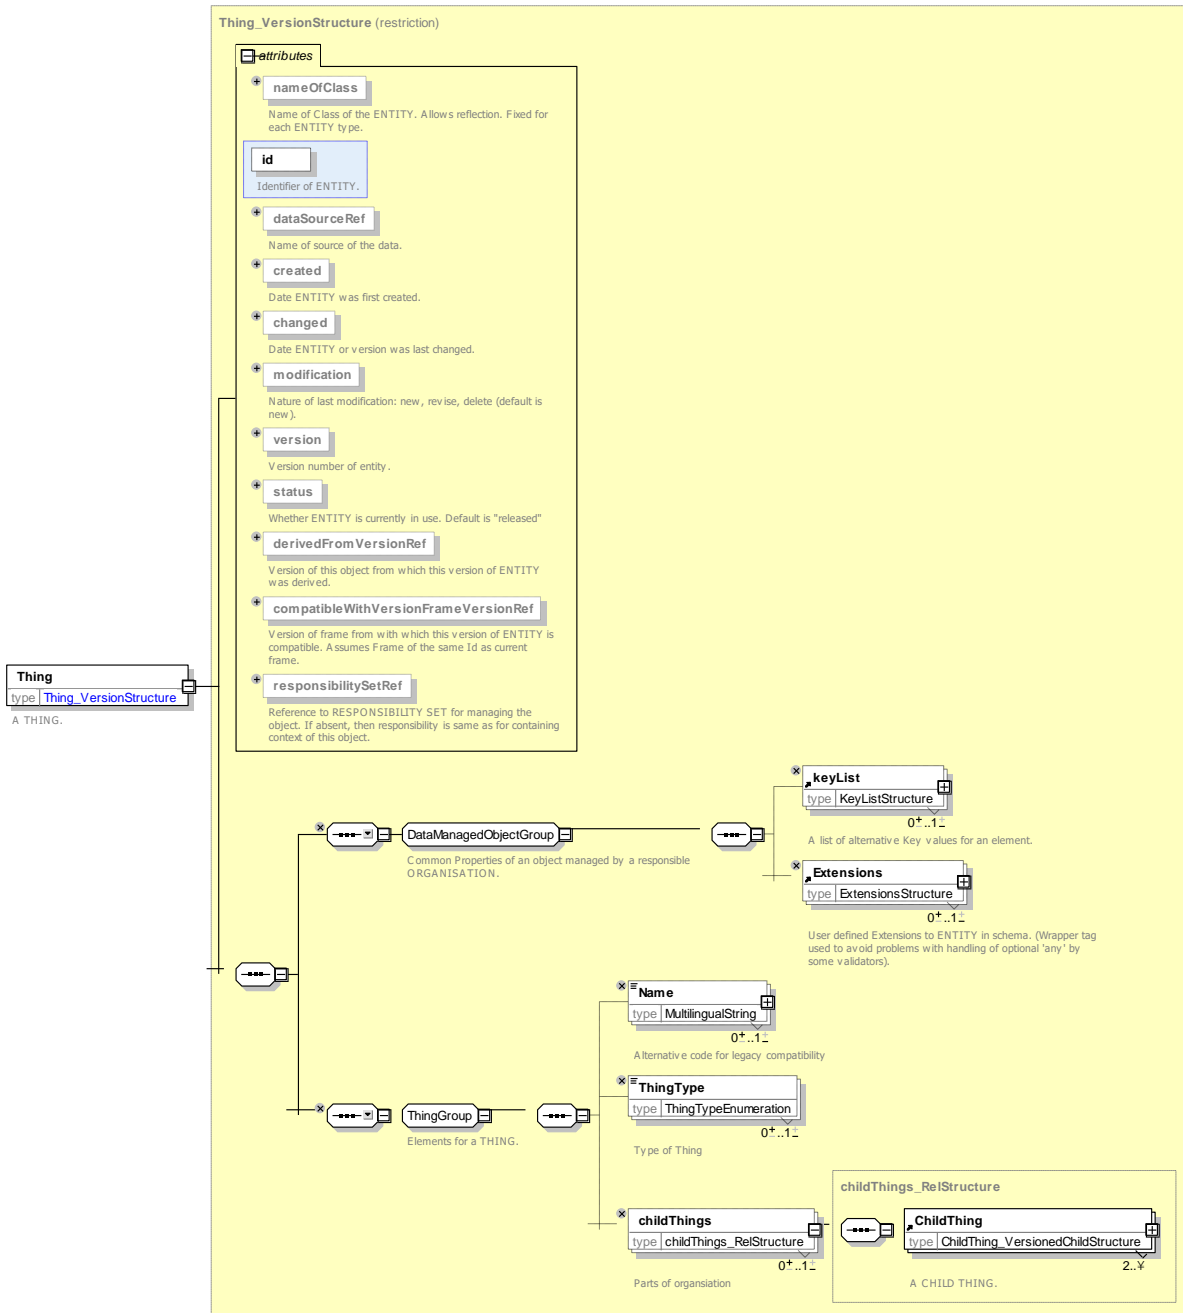 Thing_VersionStructure (restriction)
attributes
nameOfClass
Name of Class of the ENTITY. Allows reflection. Fixed for
each ENTITY type.
id
Identifier of ENTITY.
dataSourceRef
Name of source of the data.
created
Date ENTITY was first created.
changed
Date ENTITY or version was last changed.
modification
Nature of last modification: new, revise, delete (default is
new).
version
Version number of entity.
status
Whether ENTITY is currently in use. Default is "released"
derivedFromVersionRef
Version of this object from which this version of ENTITY
was derived.
compatibleWithVersionFrameVersionRef
Version of frame from with which this version of ENTITY is
compatible. Assumes Frame of the same Id as current
frame.
responsibilitySetRef
Reference to RESPONSIBILITY SET for managing the
object. If absent, then responsibility is same as for containing
context of this object.
Thing
type Thing_VersionStructure
A THING.
DataManagedObjectGroup
Common Properties of an object managed by a responsible
ORGANISATION.
keyList
type KeyListStructure
0..1
A list of alternative Key values for an element.
Extensions
type ExtensionsStructure
0..1
User defined Extensions to ENTITY in schema. (Wrapper tag
used to avoid problems with handling of optional 'any' by
some validators).
Name
type MultilingualString
0..1
Alternative code for legacy compatibility
ThingType
type ThingTypeEnumeration
0..1
Type of Thing
ThingGroup
Elements for a THING.
childThings
type childThings_RelStructure
0..1
Parts of organsiation
childThings_RelStructure
ChildThing
type ChildThing_VersionedChildStructure
2..¥
A CHILD THING.